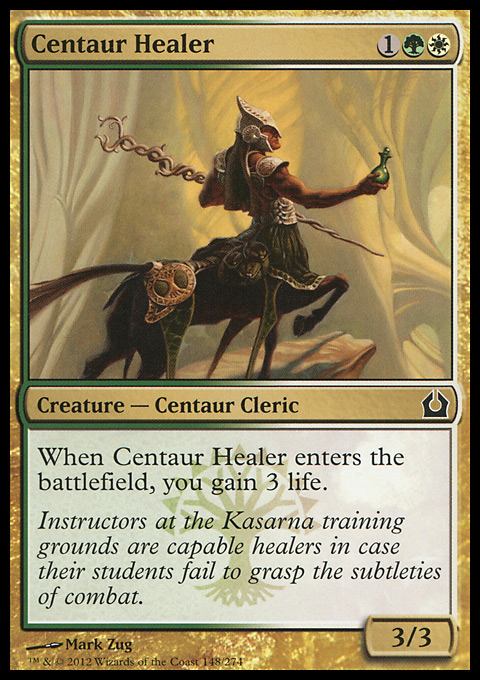 Centaur Healer 1
Creature — Centaur Cleric
When Centaur Healer enters the
battlefield, you gain 3 life.
Instructors at the Kasarna training
grounds are capable healers in case
their students fail to grasp the subtleties
of combat.
3/3
Mark Zug
™ & © 2012 Wizards of the Coast 148/274